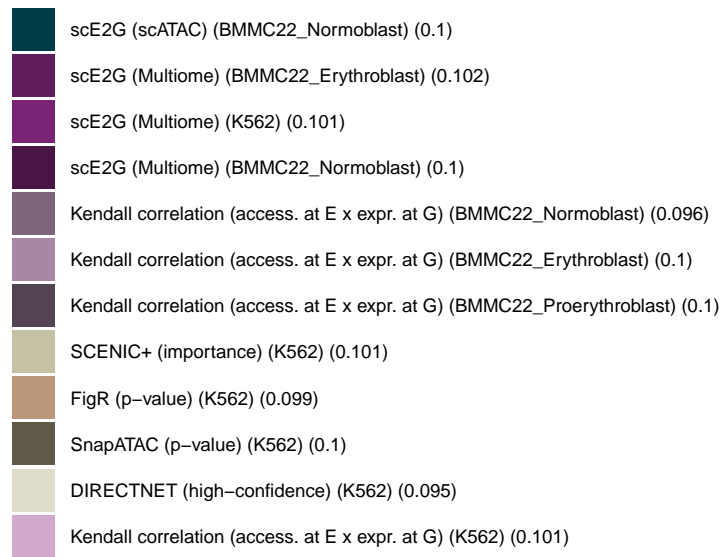 scE2G (scATAC) (BMMC22_Normoblast) (0.1)
scE2G (Multiome) (BMMC22_Erythroblast) (0.102)
scE2G (Multiome) (K562) (0.101)
scE2G (Multiome) (BMMC22_Normoblast) (0.1)
Kendall correlation (access. at E x expr. at G) (BMMC22_Normoblast) (0.096)
Kendall correlation (access. at E x expr. at G) (BMMC22_Erythroblast) (0.1)
Kendall correlation (access. at E x expr. at G) (BMMC22_Proerythroblast) (0.1)
SCENIC+ (importance) (K562) (0.101)
FigR (p−value) (K562) (0.099)
SnapATAC (p−value) (K562) (0.1)
DIRECTNET (high−confidence) (K562) (0.095)
Kendall correlation (access. at E x expr. at G) (K562) (0.101)